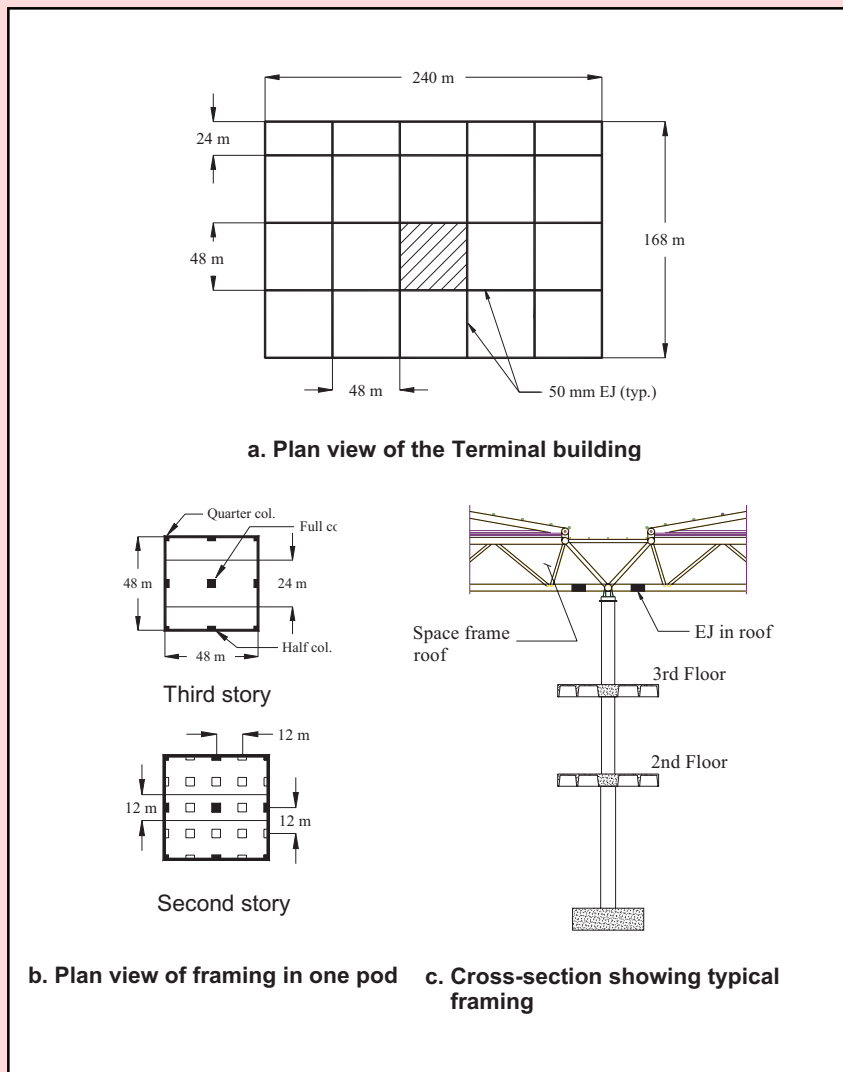 240 m
24 m
48 m
168 m
48 m
50 mm EJ (typ.)
a. Plan view of the Terminal building
Quarter col.
Full co
48 m
24 m
Half col.
48 m
Third story
12 m
12 m
12 m
Second story
Space frame
roof
EJ in roof
3rd Floor
2nd Floor
b. Plan view of framing in one pod
c. Cross-section showing typical
framing